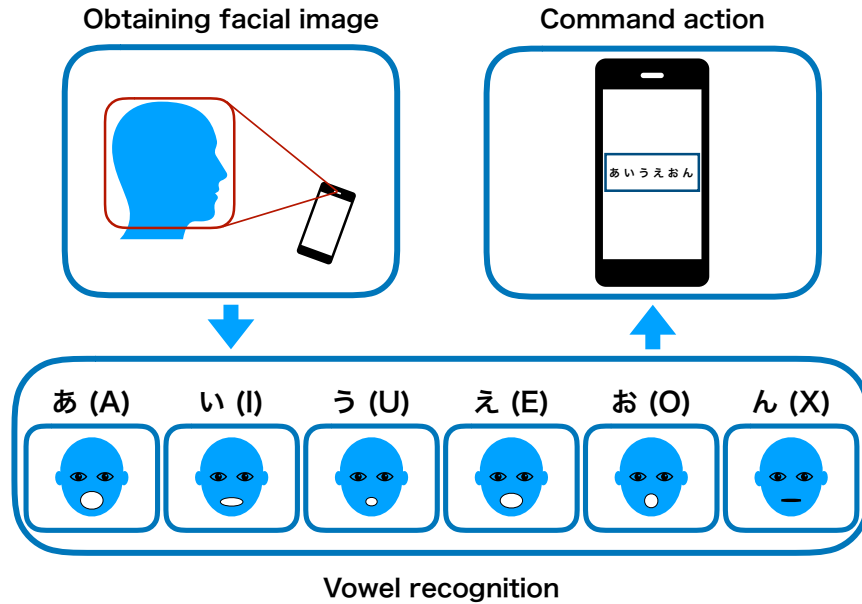 Obtaining facial image
Command action
あいうえおん
あ (A)
い (I)
う (U)
え (E)
お (O)
ん (X)
Vowel recognition